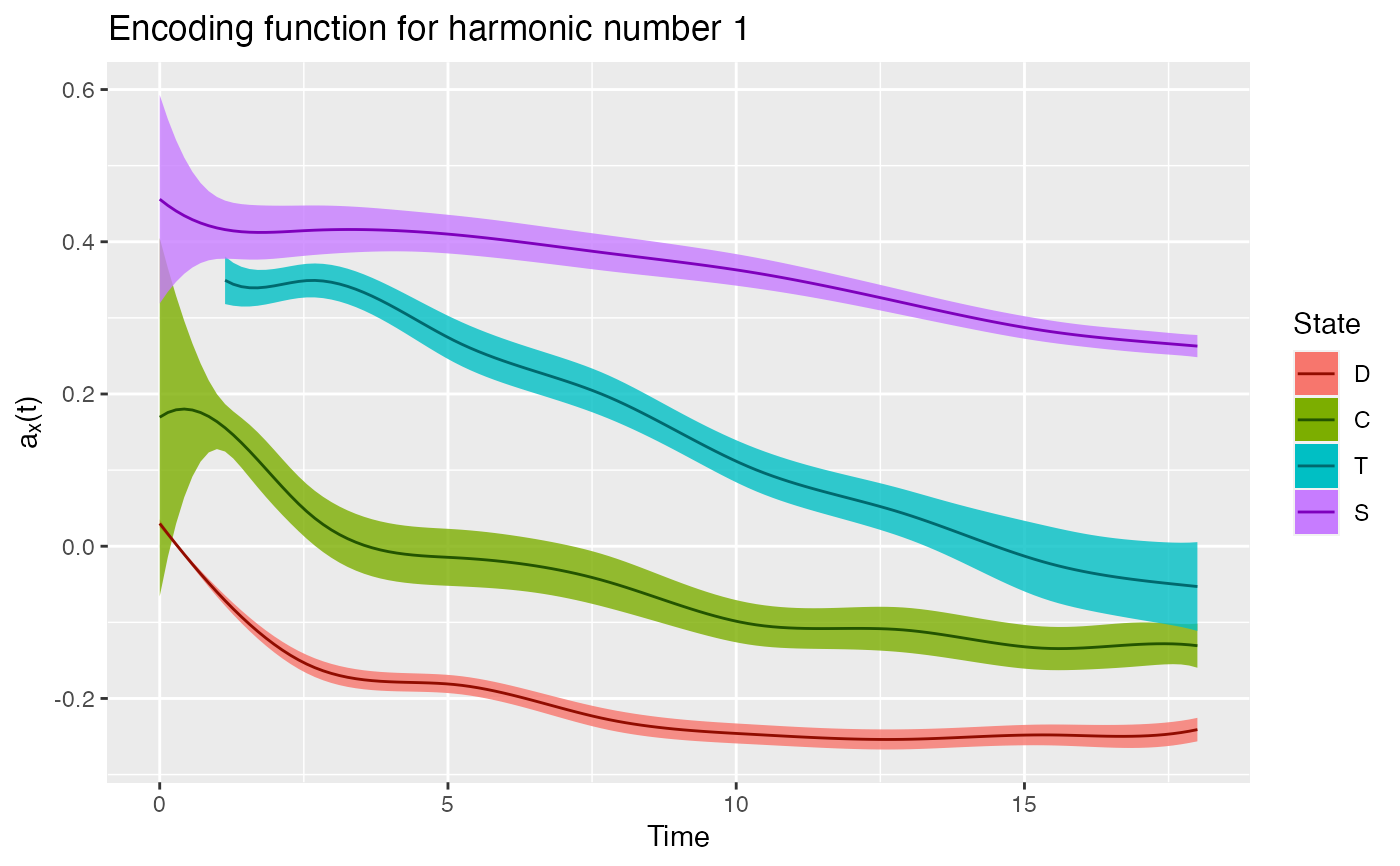 Encoding function for harmonic number 1
0.6
0.4
0.2
0.0
-0.2
aₓ(t)
0 5 10 15
Time
State
D
C
T
S